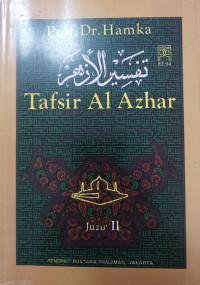 Prof. Dr. Hamka
تفسير الأزهر
Tafsir Al Azhar
Juzu' II
PENERBIT PUSTAKA PANJIMAS JAKARTA